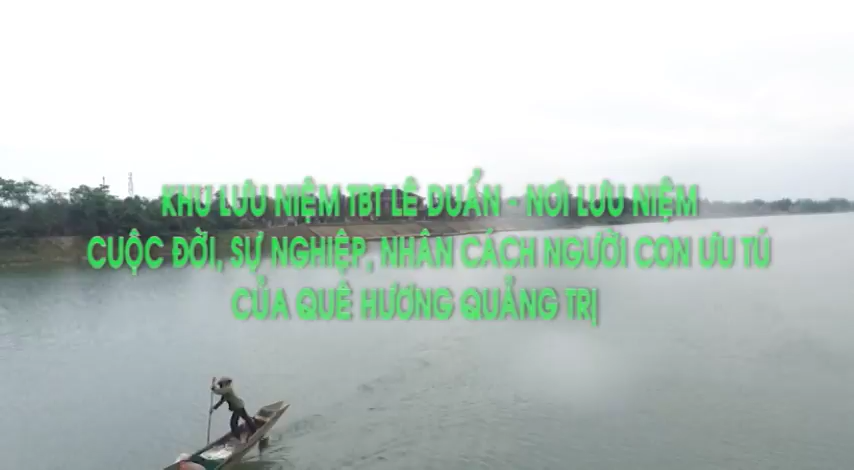 KHU LƯU NIỆM TBT LÊ DUẨN - NƠI LƯU NIỆM
CUỘC ĐỜI, SỰ NGHIỆP, NHÂN CÁCH NGƯỜI CON ƯU TÚ
CỦA QUÊ HƯƠNG QUẢNG TRỊ